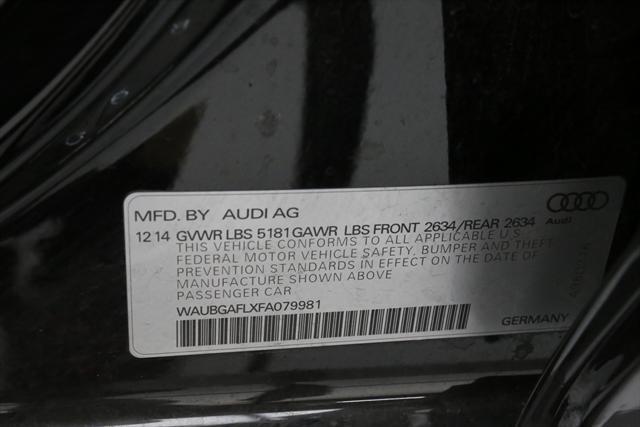 MFD. BY AUDI AG
12 14 GVWR LBS 5181 GAWR LBS FRONT 2634/REAR 2634
Audi
THIS VEHICLE CONFORMS TO ALL APPLICABLE U.S.
FEDERAL MOTOR VEHICLE SAFETY, BUMPER AND THEFT
PREVENTION STANDARDS IN EFFECT ON THE DATE OF
MANUFACTURE SHOWN ABOVE
PASSENGER CAR
WAUBGAFLXFA079981
GERMANY